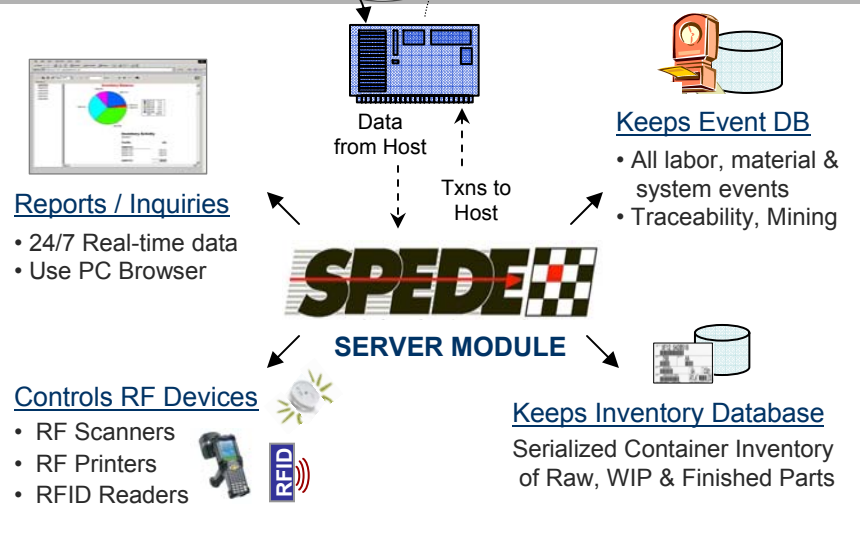 Data
from Host
Txns to
Host
Keeps Event DB
• All labor, material &
system events
• Traceability, Mining
Reports / Inquiries
• 24/7 Real-time data
• Use PC Browser
SPEDE
SERVER MODULE
Controls RF Devices
• RF Scanners
• RF Printers
• RFID Readers
RFID
Keeps Inventory Database
Serialized Container Inventory
of Raw, WIP & Finished Parts